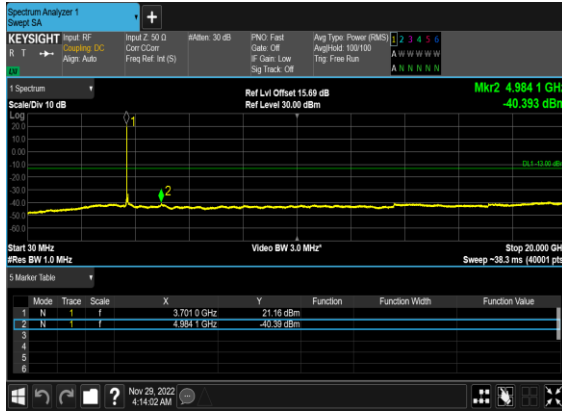 Spectrum Analyzer 1
Swept SA
+
KEYSIGHT Input: RF Input Z: 50 Ω #Atten: 30 dB PNO: Fast Avg Type: Power (RMS) 1 2 3 4 5 6
R T Coupling: DC Corr CCorr Gate: Off Avg|Hold: 100/100 A W W W W W
Align: Auto Freq Ref: Int (S) IF Gain: Low Trig: Free Run
LU Sig Track: Off A N N N N N
1 Spectrum Ref Lvl Offset 15.69 dB Mkr2 4.984 1 GHz
Scale/Div 10 dB Ref Level 30.00 dBm -40.393 dBm
Log
1
20.0
10.0
0.00
-10.0
DL1 -13.00 dBm
-20.0
-30.0
2
-40.0
-50.0
-60.0
Start 30 MHz Video BW 3.0 MHz* Stop 20.000 GH
#Res BW 1.0 MHz Sweep ~38.3 ms (40001 pts
5 Marker Table
Mode Trace Scale X Y Function Function Width Function Value
1 N 1 f 3.701 0 GHz 21.16 dBm
2 N 1 f 4.984 1 GHz -40.39 dBm
3
4
5
6
? Nov 29, 2022
4:14:02 AM